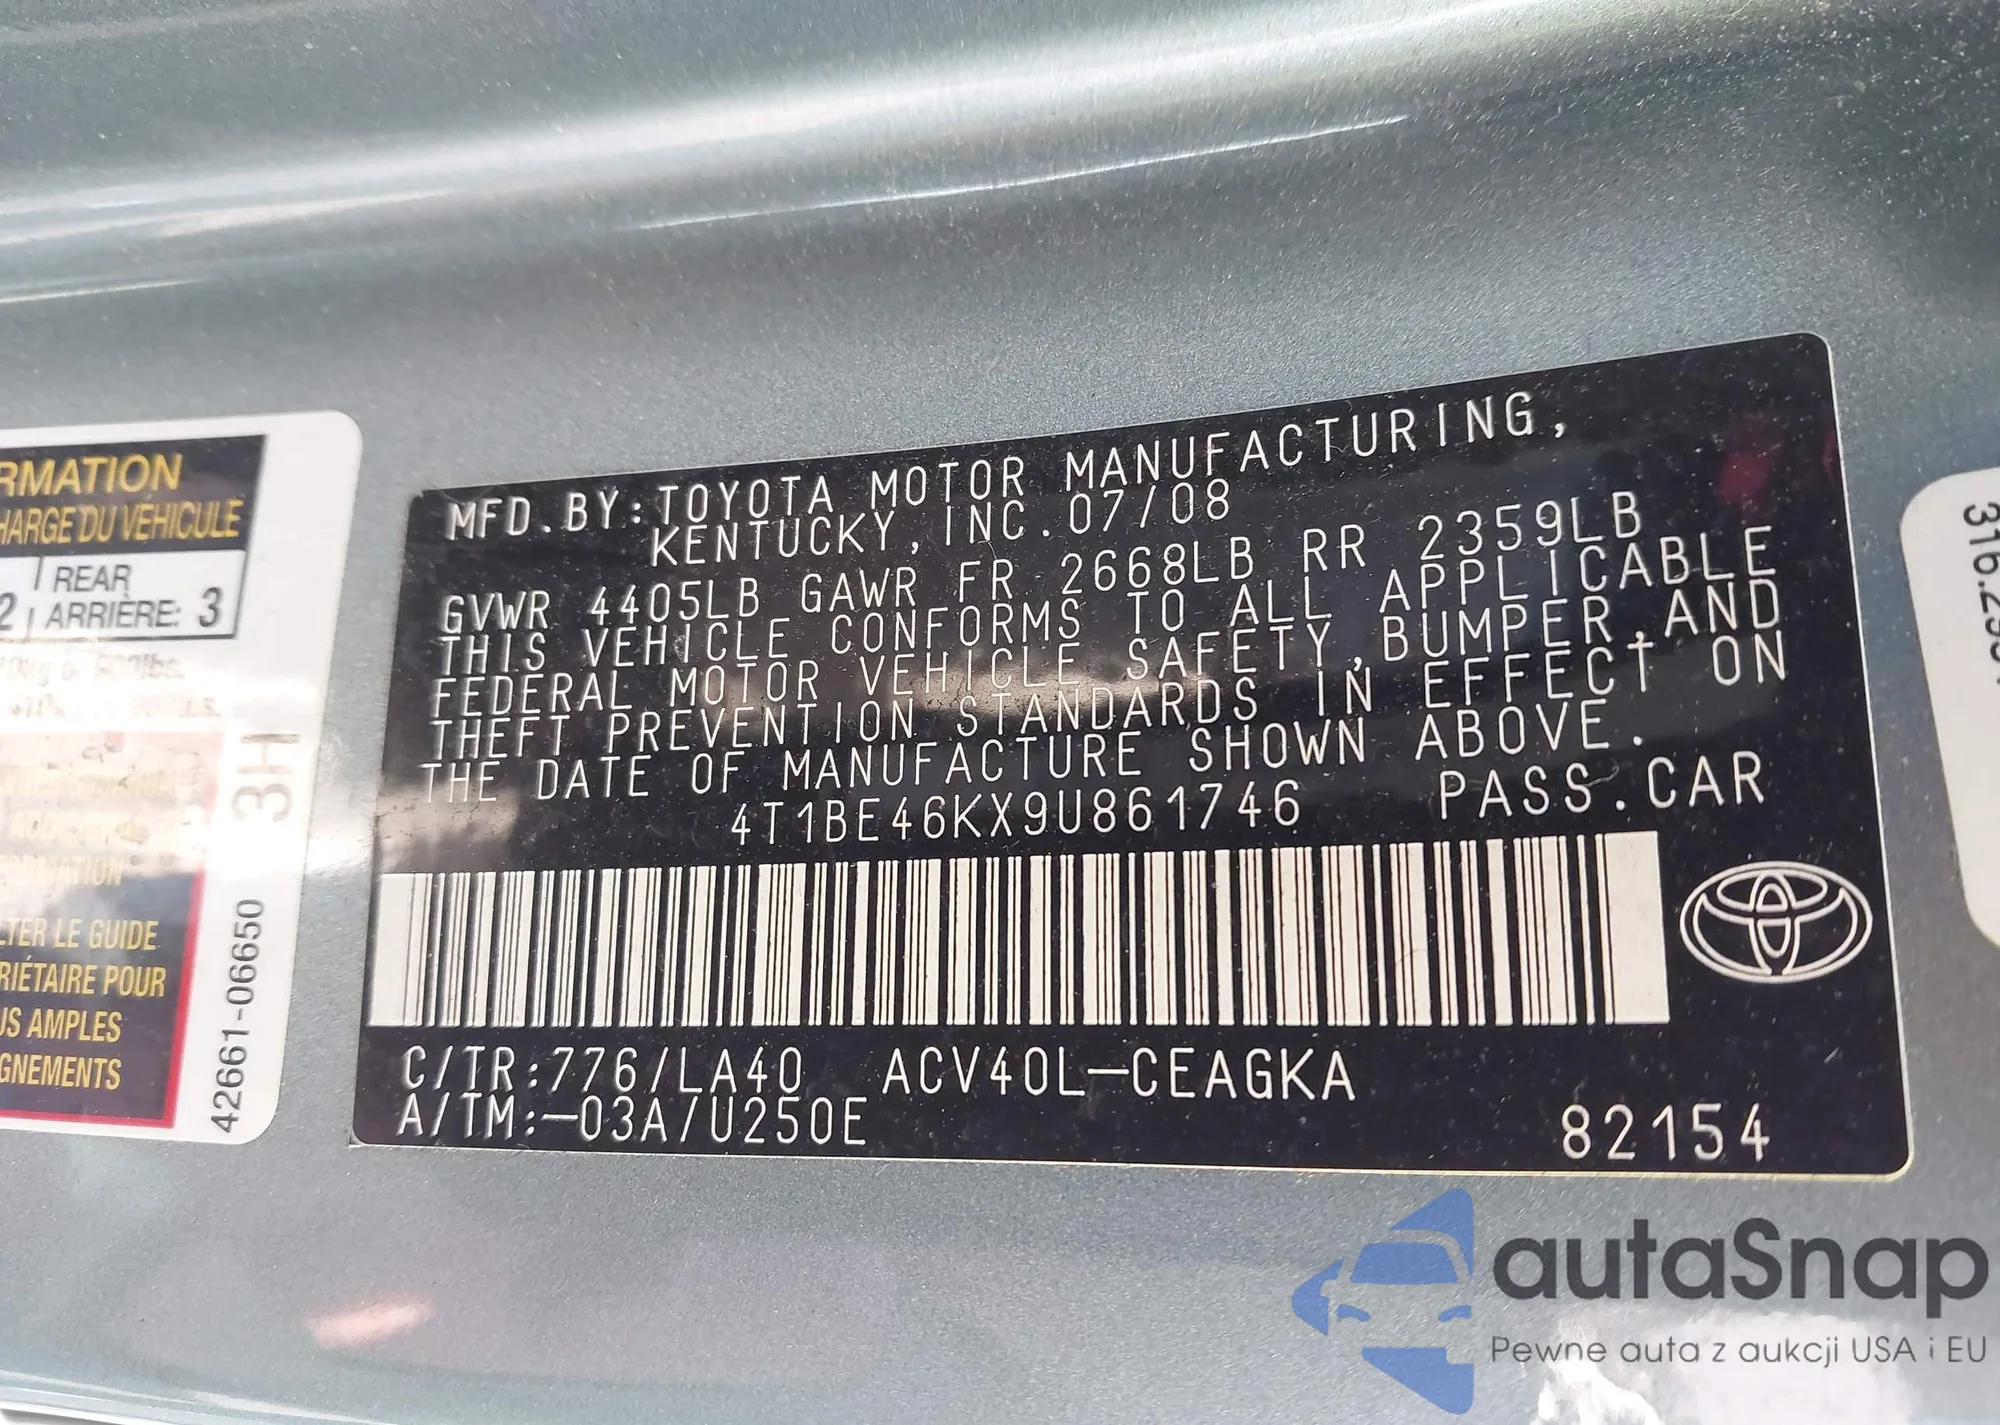 RMATION
HARGE DU VÉHICULE
2 REAR
ARRIÈRE: 3
3H
ORMATION
LTER LE GUIDE
RIÉTAIRE POUR
US AMPLES
GNEMENTS
42661-06650
MFD.BY:TOYOTA MOTOR MANUFACTURING,
KENTUCKY,INC.07/08
GVWR 4405LB GAWR FR 2668LB RR 2359LB
THIS VEHICLE CONFORMS TO ALL APPLICABLE
FEDERAL MOTOR VEHICLE SAFETY,BUMPER,AND
THEFT PREVENTION STANDARDS IN EFFECT ON
THE DATE OF MANUFACTURE SHOWN ABOVE.
4T1BE46KX9U861746 PASS.CAR
C/TR:776/LA40 ACV40L-CEAGKA
A/TM:-03A/U250E
82154
autaSnap
Pewne auta z aukcji USA i EU